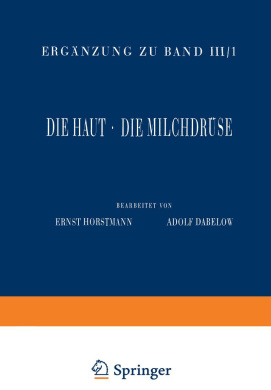 ERGÄNZUNG ZU BAND III/1
DIE HAUT · DIE MILCHDRÜSE
BEARBEITET VON
ERNST HORSTMANN ADOLF DABELOW
Springer